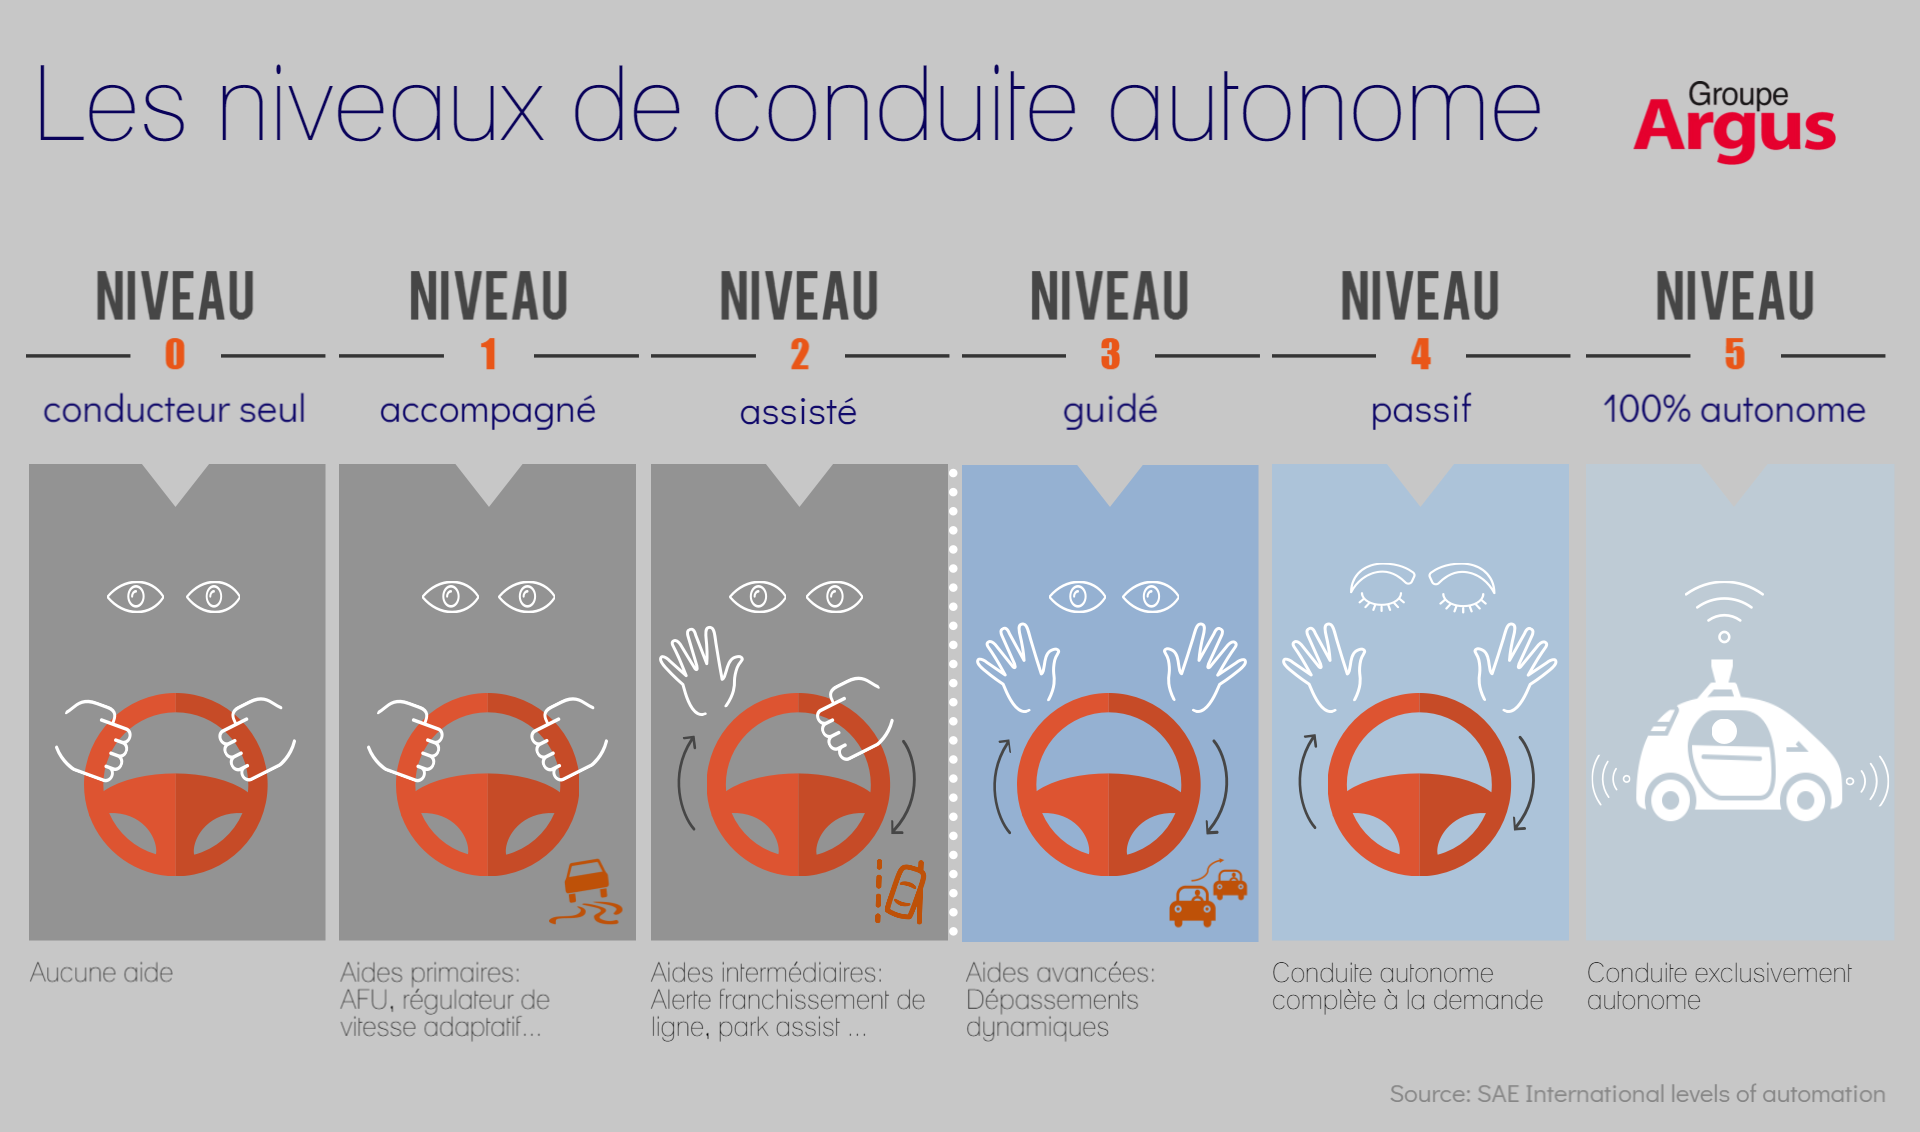 Les niveaux de conduite autonome
Groupe
Argus
NIVEAU
0
conducteur seul
NIVEAU
1
accompagné
NIVEAU
2
assisté
NIVEAU
3
guidé
NIVEAU
4
passif
NIVEAU
5
100% autonome
Aucune aide
Aides primaires:
AFU, régulateur de
vitesse adaptatif...
Aides intermédiaires:
Alerte franchissement de
ligne, park assist ...
Aides avancées:
Dépassements
dynamiques
Conduite autonome
complète à la demande
Conduite exclusivement
autonome
Source: SAE International levels of automation